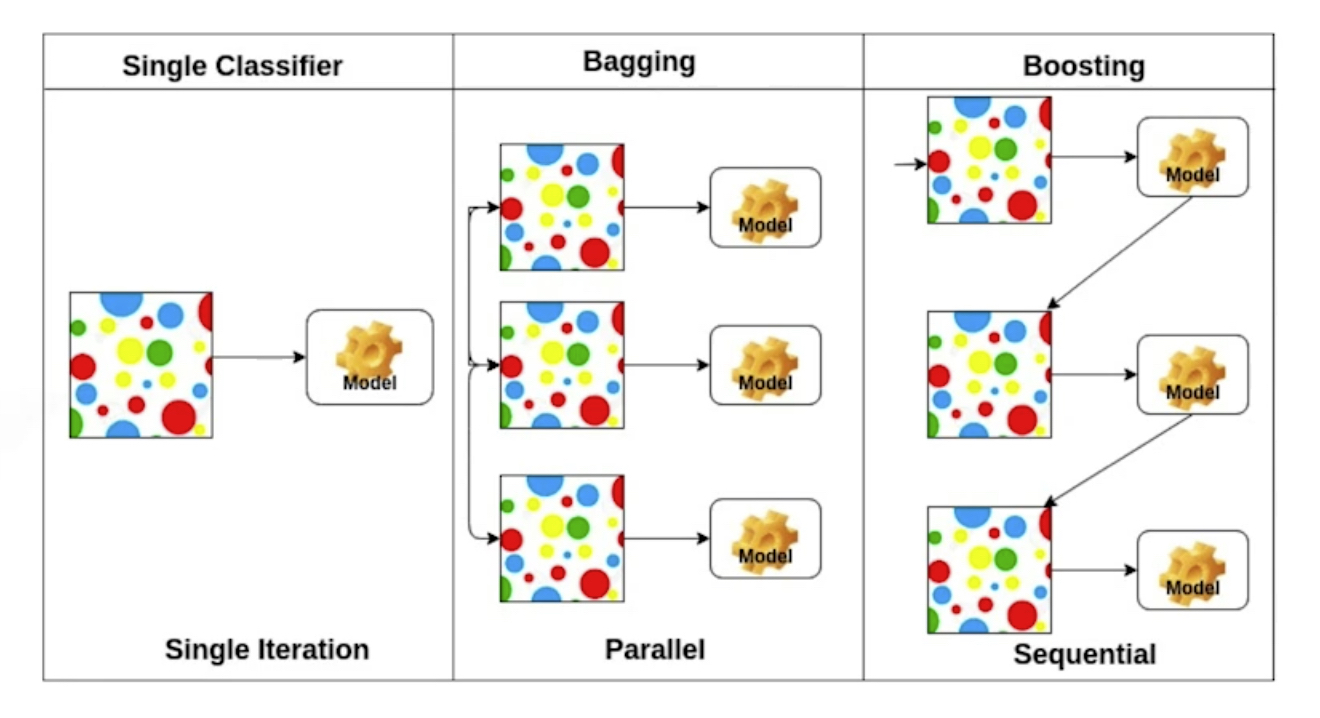 Single Classifier
Bagging
Boosting
Model
Model
Model
Model
Model
Model
Model
Single Iteration
Parallel
Sequential